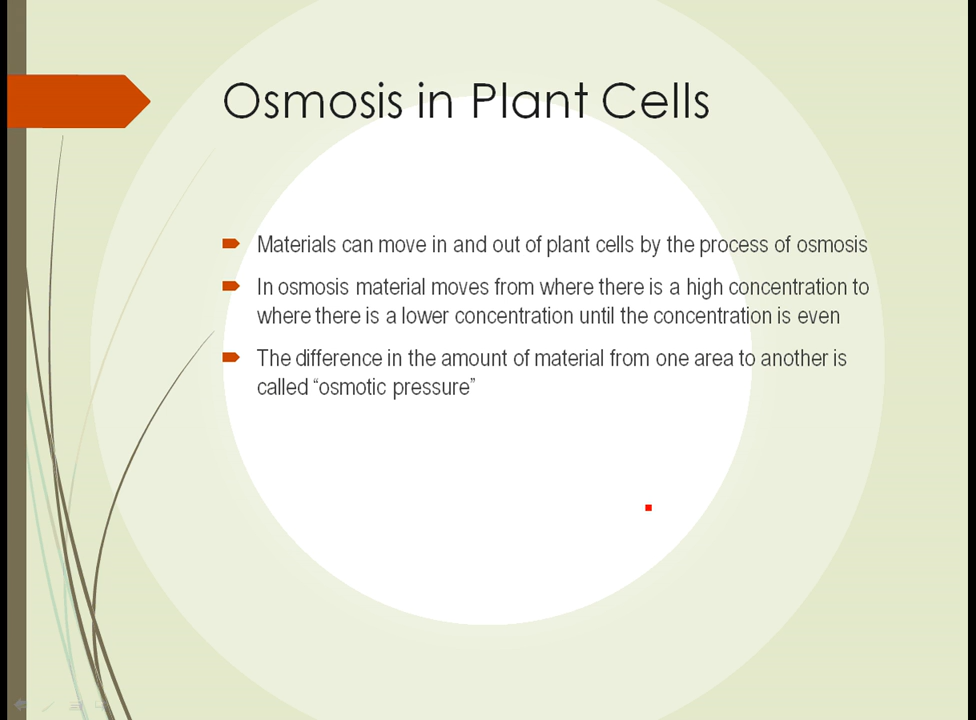 Osmosis in Plant Cells
Materials can move in and out of plant cells by the process of osmosis
In osmosis material moves from where there is a high concentration to
where there is a lower concentration until the concentration is even
The difference in the amount of material from one area to another is
called “osmotic pressure”